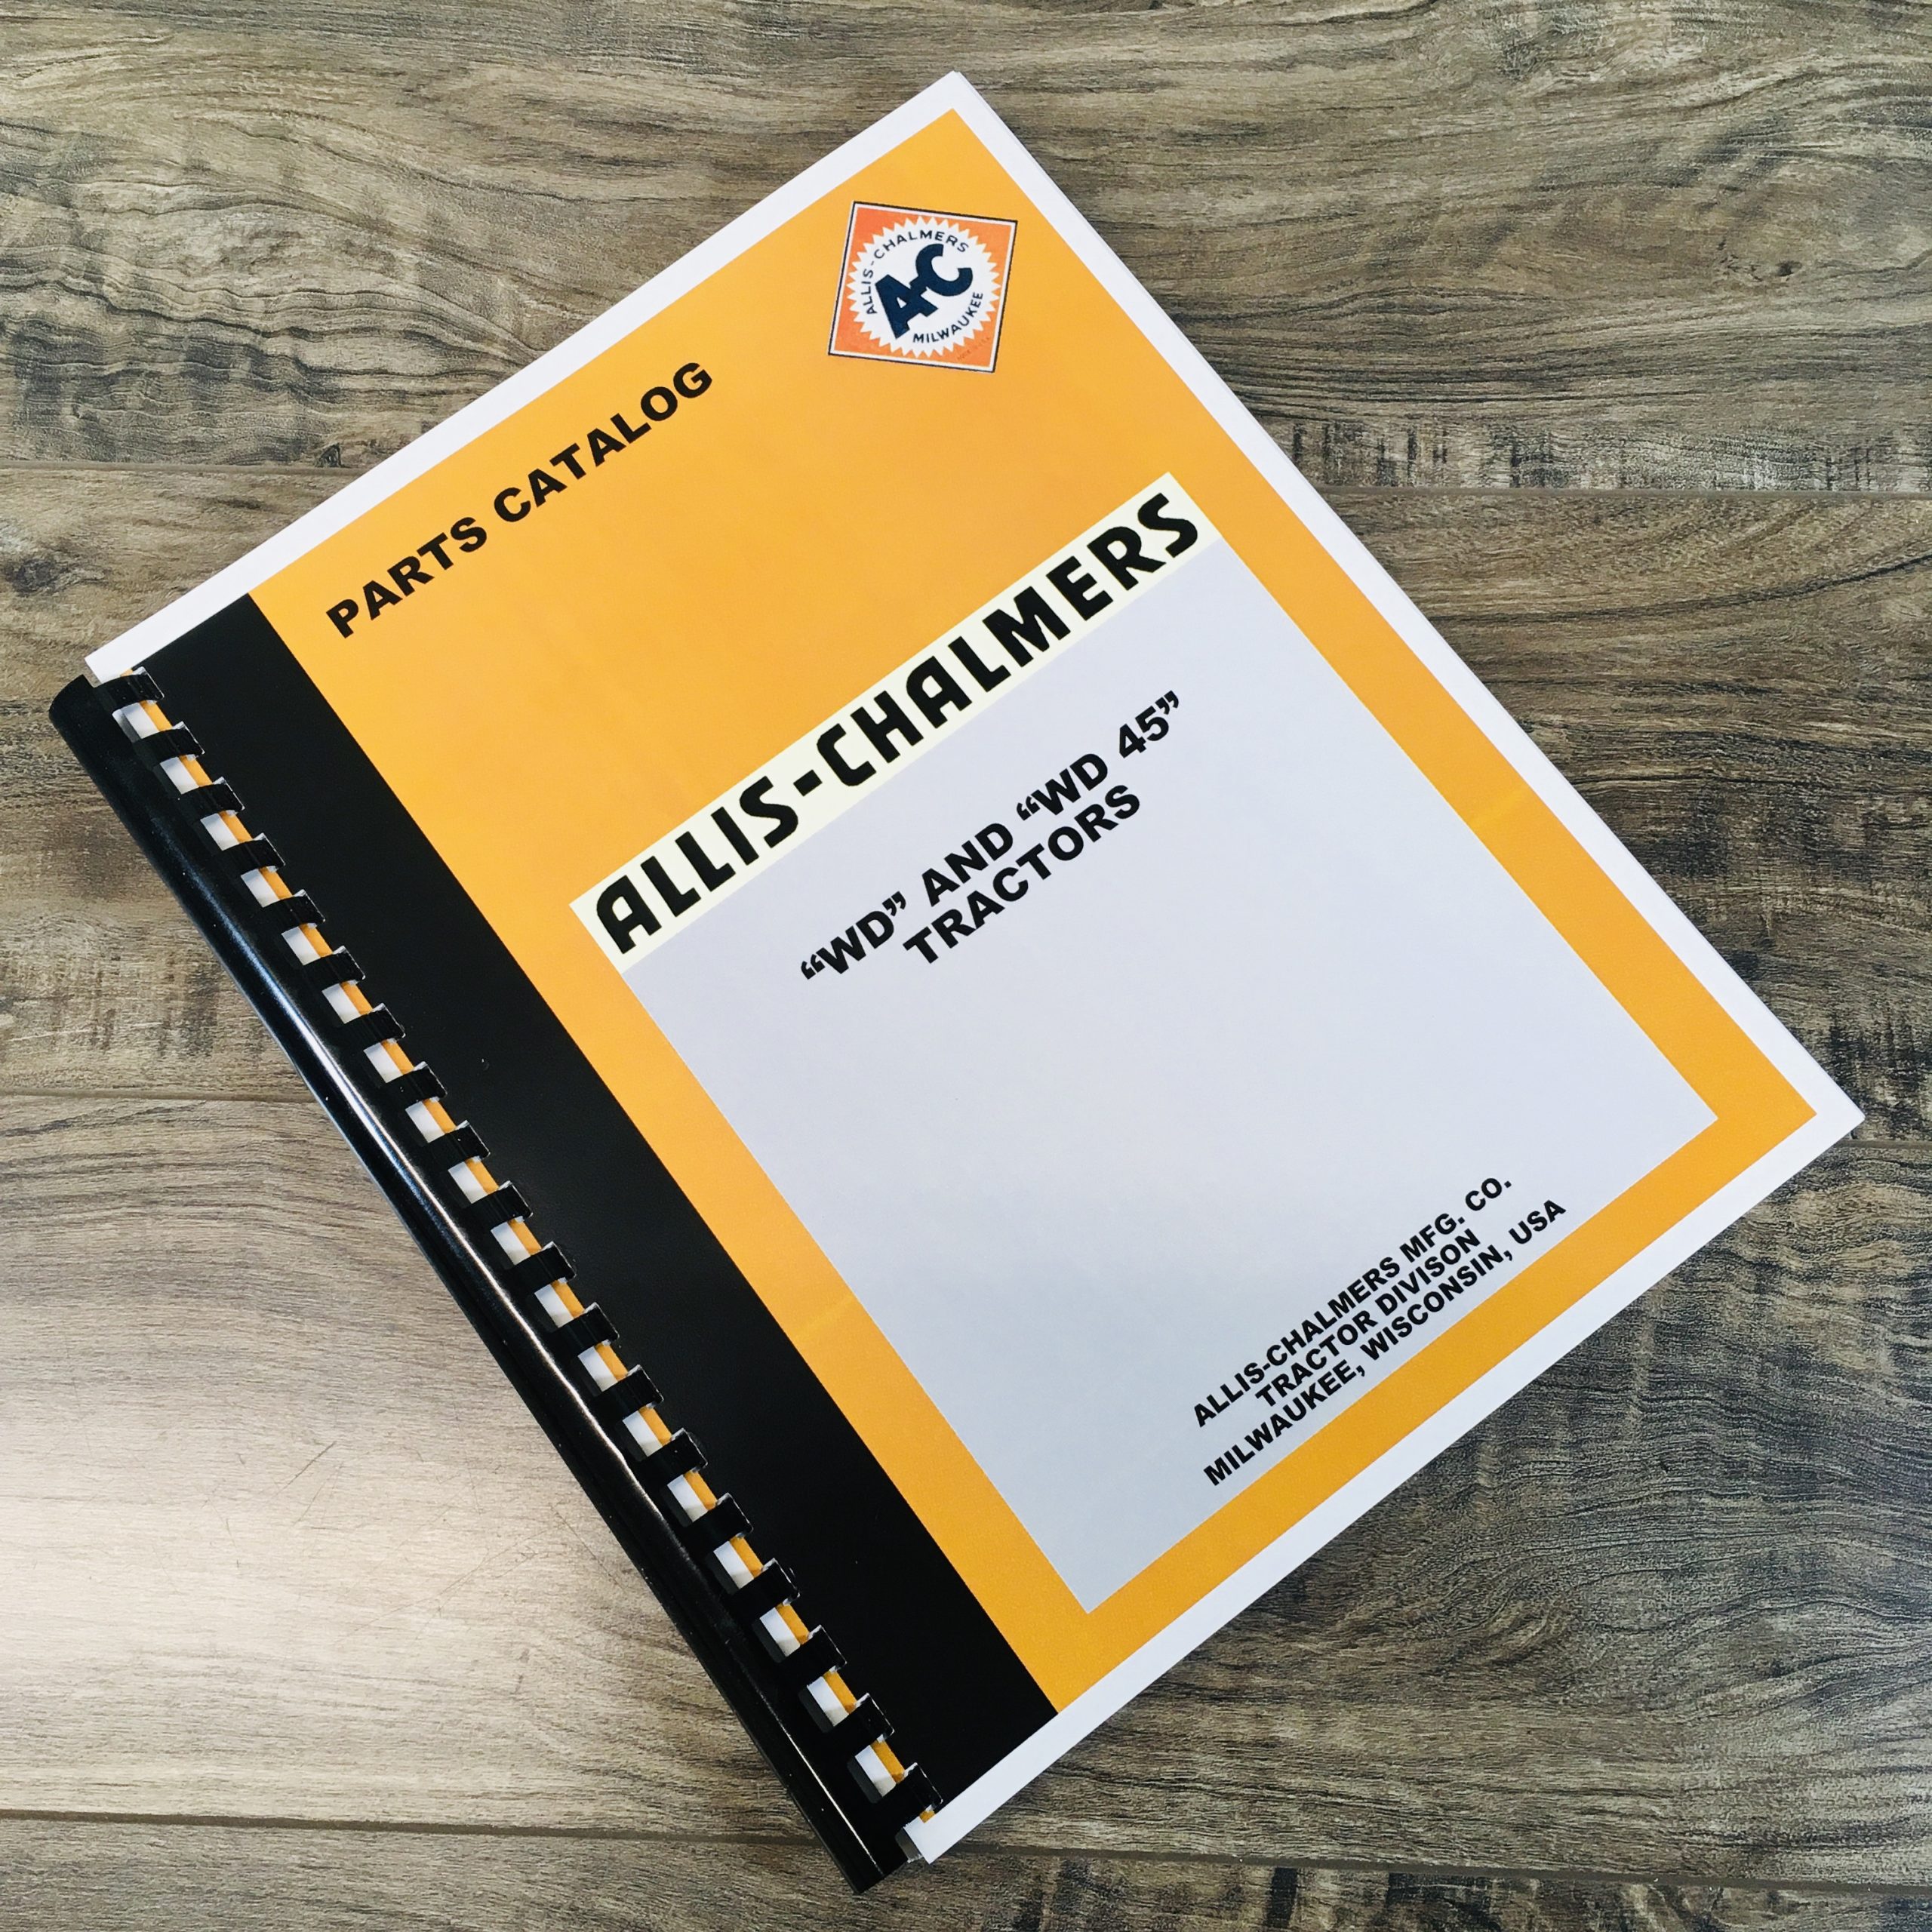 PARTS CATALOG
ALLIS-CHALMERS
A-C
MILWAUKEE
ALLIS-CHALMERS
“WD” AND “WD 45”
TRACTORS
ALLIS-CHALMERS MFG. CO.
TRACTOR DIVISON
MILWAUKEE, WISCONSIN, USA